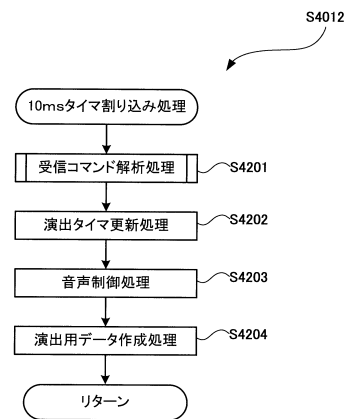 S4012
10msタイマ割り込み処理
受信コマンド解析処理
S4201
演出タイマ更新処理
S4202
音声制御処理
S4203
演出用データ作成処理
S4204
リターン